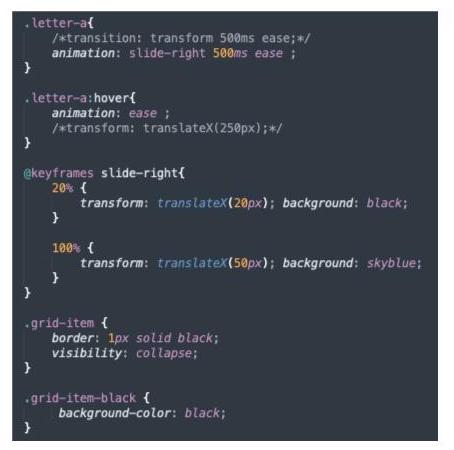 .letter-a{
/*transition: transform 500ms ease;*/
animation: slide-right 500ms ease ;
}
.letter-a:hover{
animation: ease ;
/*transform: translateX(250px);*/
}
@keyframes slide-right{
20% {
transform: translateX(20px); background: black;
}
100% {
transform: translateX(50px); background: skyblue;
}
}
.grid-item {
border: 1px solid black;
visibility: collapse;
}
.grid-item-black {
background-color: black;
}